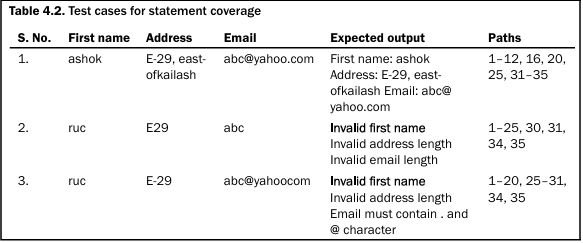 Table 4.2. Test cases for statement coverage
S. No. First name Address Email Expected output Paths
1. ashok E-29, east- abc@yahoo.com First name: ashok 1–12, 16, 20,
ofkailash Address: E-29, east- 25, 31–35
ofkailash Email: abc@
yahoo.com
2. ruc E29 abc Invalid first name 1–25, 30, 31,
Invalid address length 34, 35
Invalid email length
3. ruc E-29 abc@yahoocom Invalid first name 1–20, 25–31,
Invalid address length 34, 35
Email must contain . and
@ character